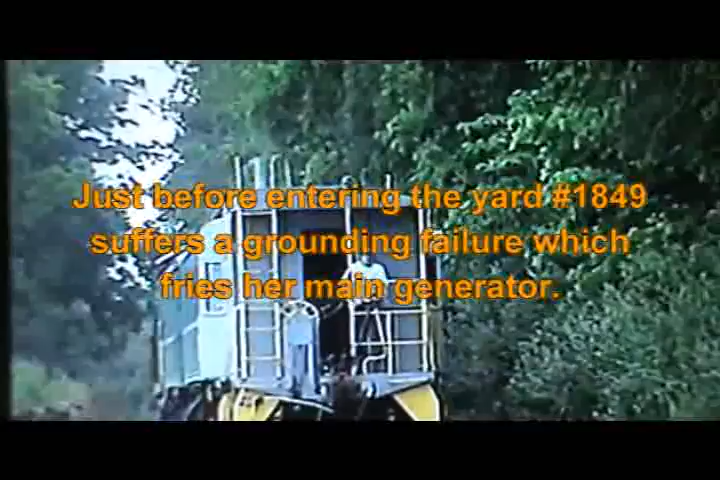 Just before entering the yard #1849
suffers a grounding failure which
fries her main generator.